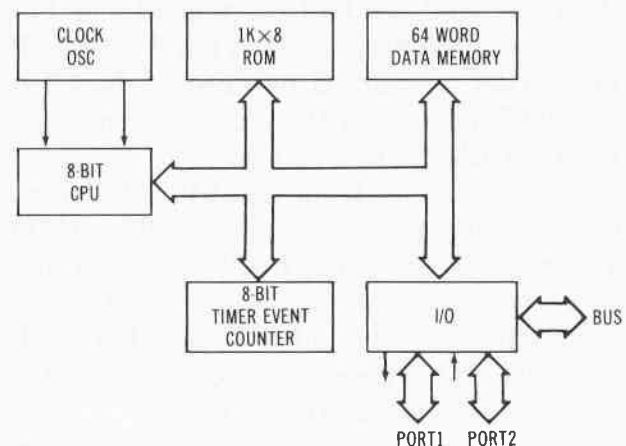 CLOCK
OSC
1K×8
ROM
64 WORD
DATA MEMORY
8-BIT
CPU
8-BIT
TIMER EVENT
COUNTER
I/O
BUS
PORT1
PORT2